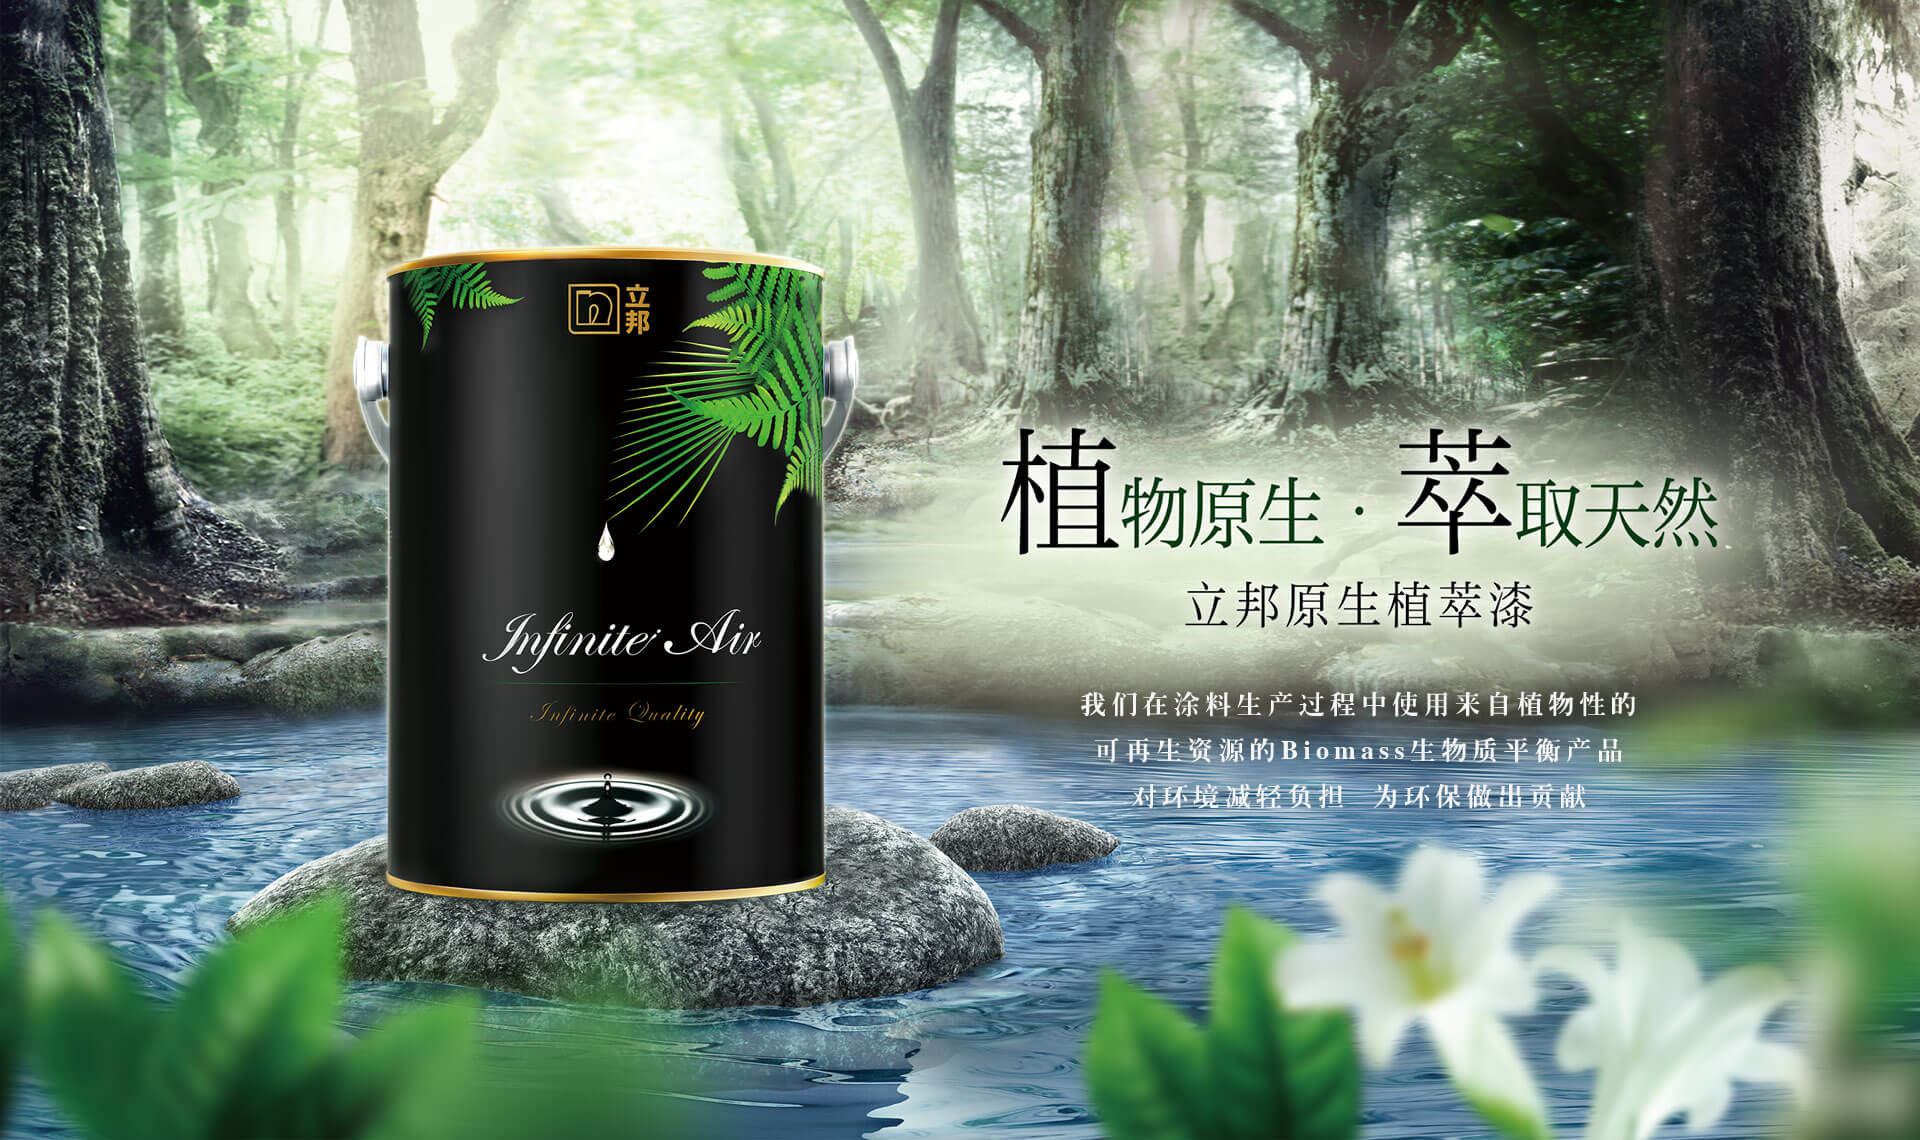 立邦
Infinite Air
Infinite Quality
植物原生·萃取天然
立邦原生植萃漆
我们在涂料生产过程中使用来自植物性的
可再生资源的Biomass生物质平衡产品
对环境减轻负担 为环保做出贡献